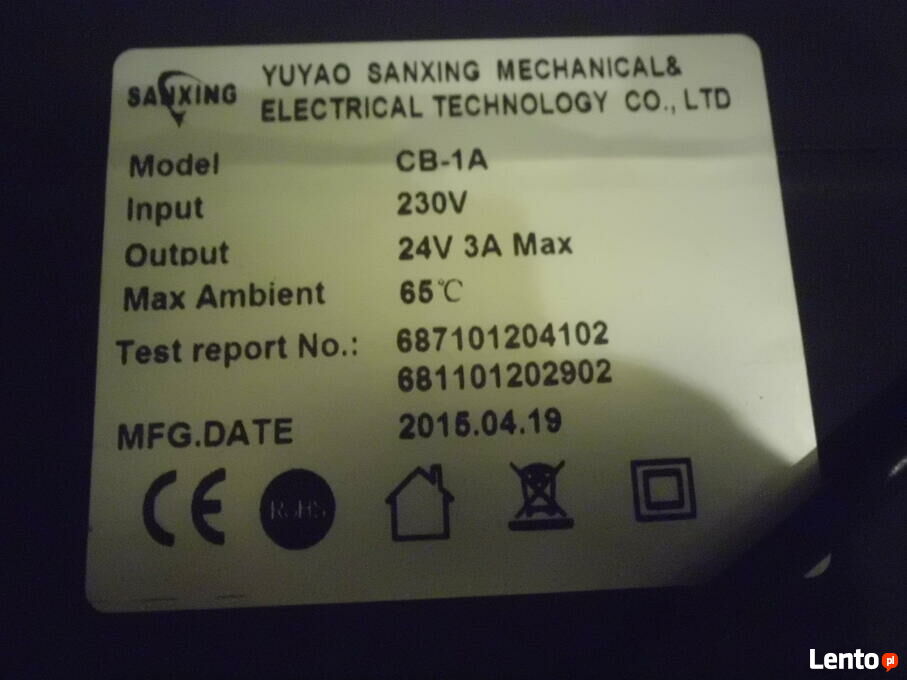 SANXING
YUYAO SANXING MECHANICAL&
ELECTRICAL TECHNOLOGY CO., LTD
Model CB-1A
Input 230V
Output 24V 3A Max
Max Ambient 65℃
Test report No.: 687101204102
681101202902
MFG.DATE 2015.04.19
CE RoHS
Lento pl